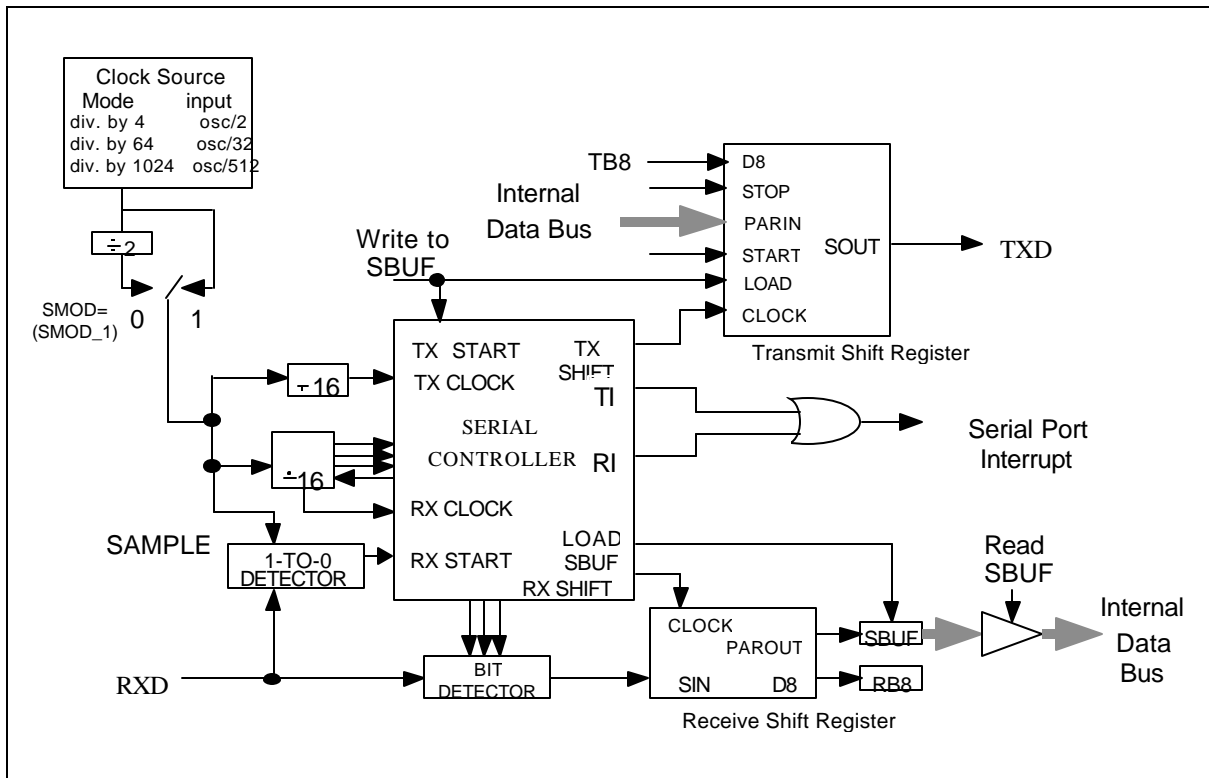 Clock Source
Mode input
div. by 4 osc/2
div. by 64 osc/32
div. by 1024 osc/512
÷2
SMOD=
(SMOD_1)
0 1
Write to
SBUF
TB8
Internal
Data Bus
D8
STOP
PARIN
START
LOAD
CLOCK
SOUT
TXD
Transmit Shift Register
÷16
÷16
TX START
TX CLOCK
TX
SHIFT
TI
SERIAL
CONTROLLER
RI
RX CLOCK
RX START
LOAD
SBUF
RX SHIFT
Serial Port
Interrupt
SAMPLE
1-TO-0
DETECTOR
RXD
BIT
DETECTOR
CLOCK
PAROUT
SIN D8
Receive Shift Register
SBUF
RB8
Read
SBUF
Internal
Data
Bus